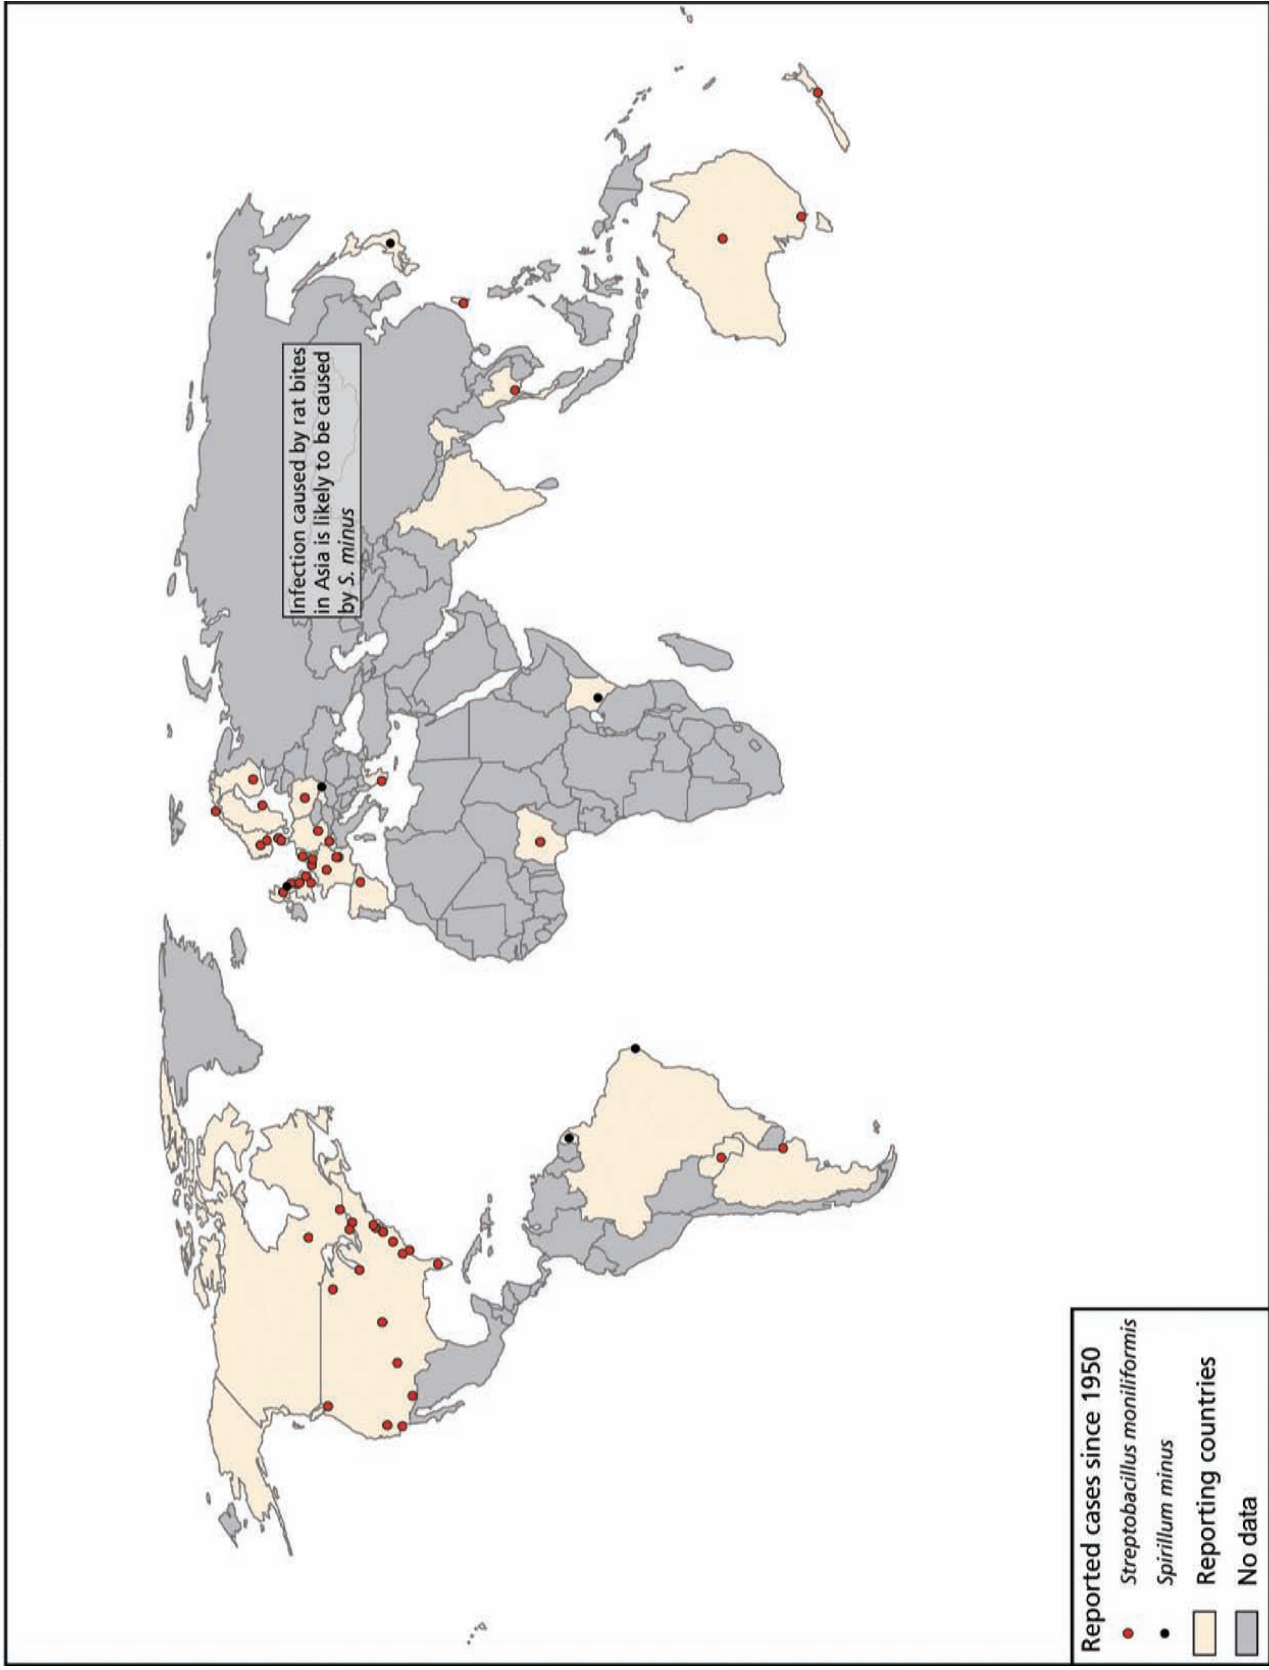 Infection caused by rat bites
in Asia is likely to be caused
by S. minus
Reported cases since 1950
Streptobacillus moniliformis
Spirillum minus
Reporting countries
No data